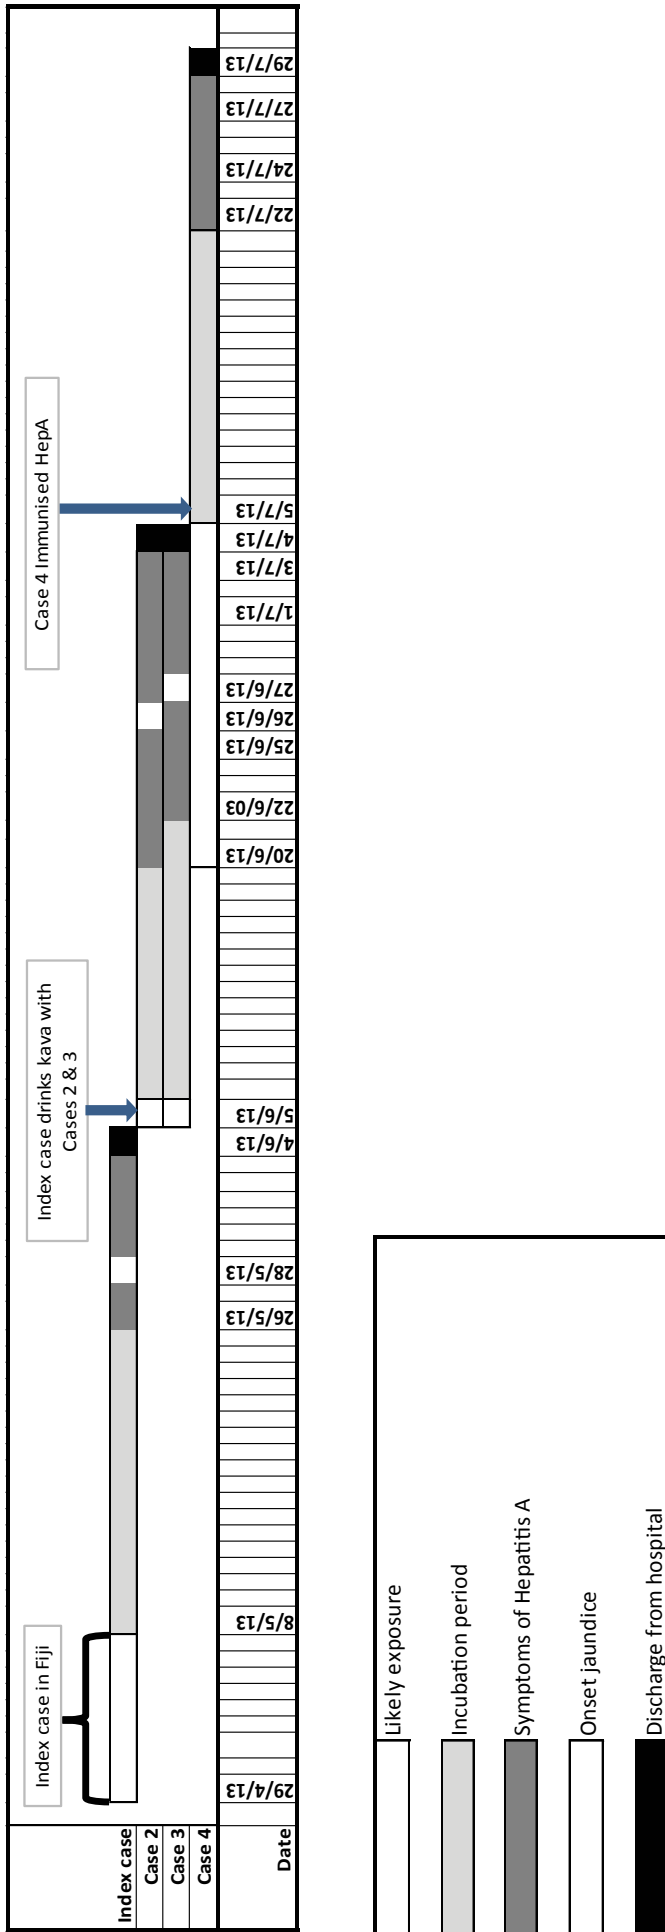 Index case in Fiji
Index case drinks kava with
Cases 2 & 3
Case 4 Immunised HepA
Index case
Case 2
Case 3
Case 4
Date
29/4/13
8/5/13
26/5/13
28/5/13
4/6/13
5/6/13
20/6/13
22/6/03
25/6/13
26/6/13
27/6/13
1/7/13
3/7/13
4/7/13
5/7/13
22/7/13
24/7/13
27/7/13
29/7/13
Likely exposure
Incubation period
Symptoms of Hepatitis A
Onset jaundice
Discharge from hospital